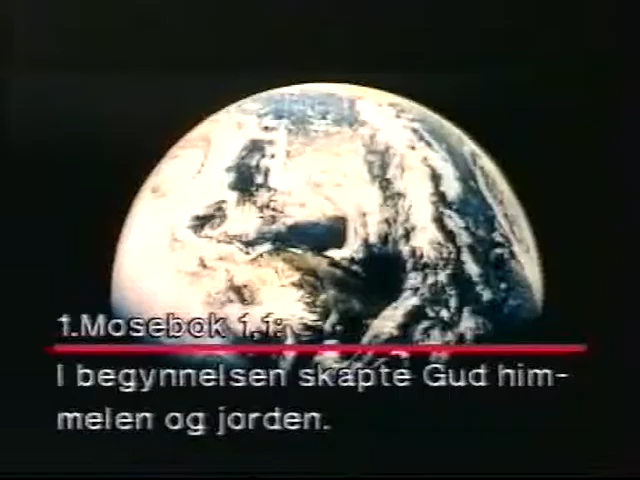 1.Mosebok 1,1:
I begynnelsen skapte Gud him-
melen og jorden.